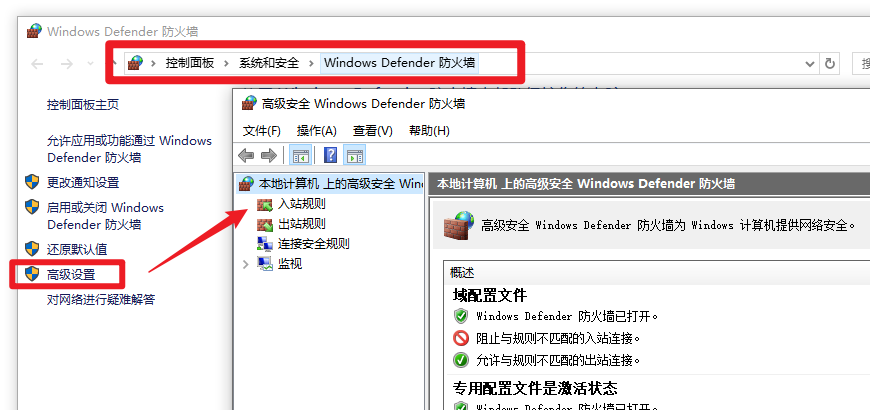 Windows Defender 防火墙
控制面板 › 系统和安全 › Windows Defender 防火墙
搜
控制面板主页
允许应用或功能通过 Windows
Defender 防火墙
更改通知设置
启用或关闭 Windows
Defender 防火墙
还原默认值
高级设置
对网络进行疑难解答
高级安全 Windows Defender 防火墙
文件(F) 操作(A) 查看(V) 帮助(H)
本地计算机 上的高级安全 Win
入站规则
出站规则
连接安全规则
监视
本地计算机 上的高级安全 Windows Defender 防火墙
高级安全 Windows Defender 防火墙为 Windows 计算机提供网络安全。
概述
域配置文件
Windows Defender 防火墙已打开。
阻止与规则不匹配的入站连接。
允许与规则不匹配的出站连接。
专用配置文件是激活状态
Windows Defender 防火墙已打开。